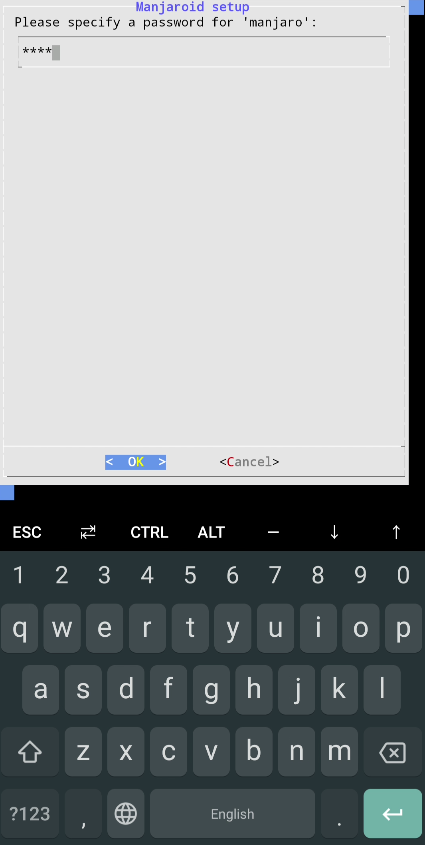 Manjaroid setup
Please specify a password for 'manjaro':
****
< OK > <Cancel>
ESC ⇄ CTRL ALT – ↓ ↑
1 2 3 4 5 6 7 8 9 0
q w e r t y u i o p
a s d f g h j k l
z x c v b n m
?123 , English .